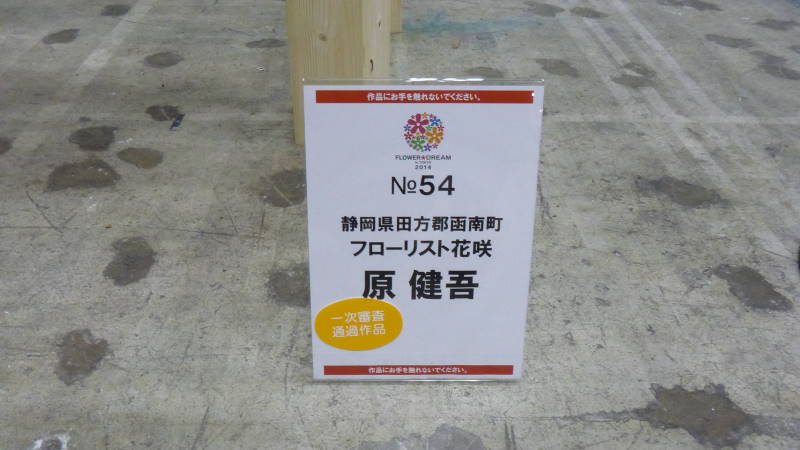 作品にお手を触れないでください。
FLOWER★DREAM
in TOKYO
2014
№54
静岡県田方郡函南町
フローリスト花咲
原 健吾
一次審査
通過作品
作品にお手を触れないでください。